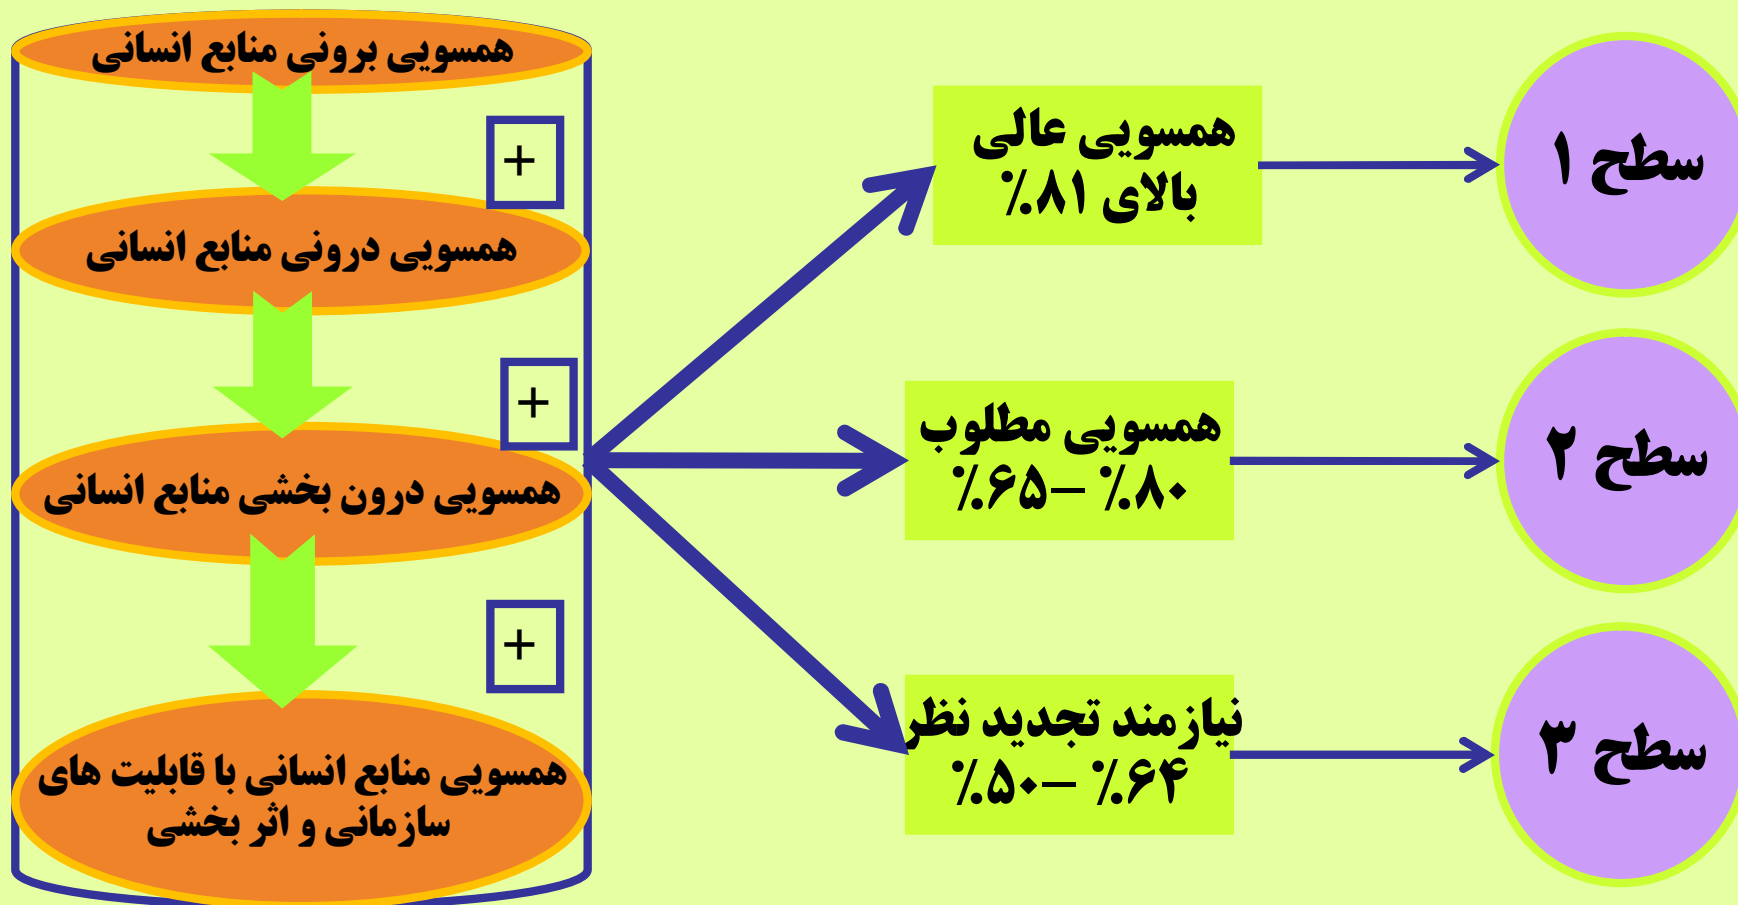 همسویی برونی منابع انسانی
+
همسویی درونی منابع انسانی
+
همسویی درون بخشی منابع انسانی
+
همسویی منابع انسانی با قابلیت های
سازمانی و اثر بخشی
همسویی عالی
بالای ۸۱٪
سطح ۱
همسویی مطلوب
۸۰٪ –۶۵٪
سطح ۲
نیازمند تجدید نظر
۶۴٪ –۵۰٪
سطح ۳